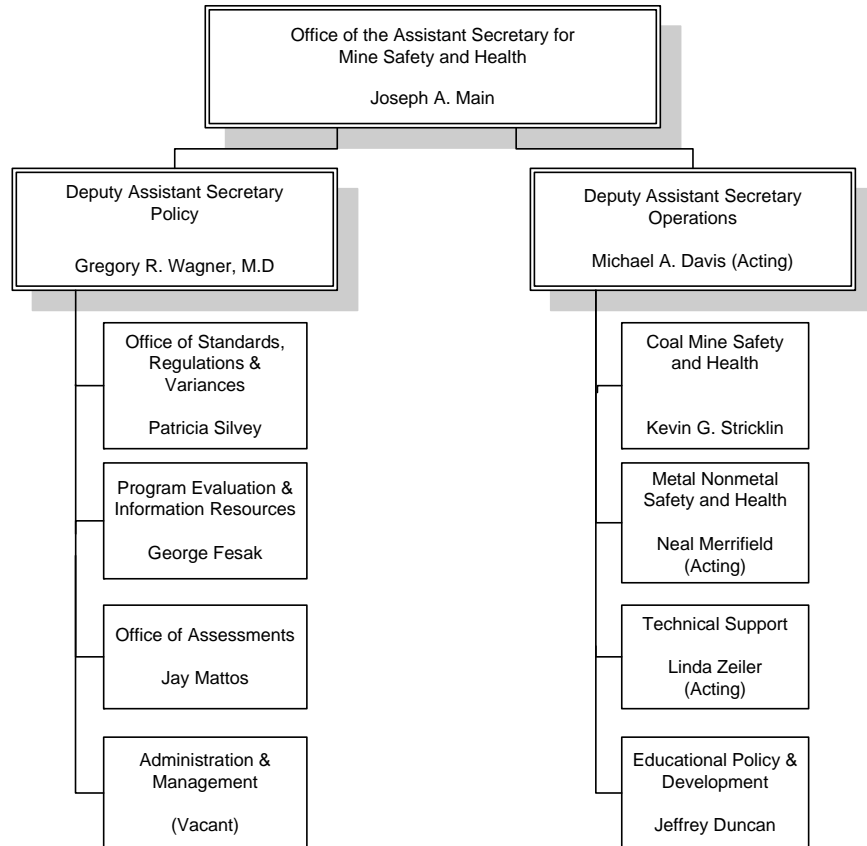 Office of the Assistant Secretary for
Mine Safety and Health
Joseph A. Main
Deputy Assistant Secretary
Policy
Gregory R. Wagner, M.D
Deputy Assistant Secretary
Operations
Michael A. Davis (Acting)
Office of Standards,
Regulations &
Variances
Patricia Silvey
Program Evaluation &
Information Resources
George Fesak
Office of Assessments
Jay Mattos
Administration &
Management
(Vacant)
Coal Mine Safety
and Health
Kevin G. Stricklin
Metal Nonmetal
Safety and Health
Neal Merrifield
(Acting)
Technical Support
Linda Zeiler
(Acting)
Educational Policy &
Development
Jeffrey Duncan